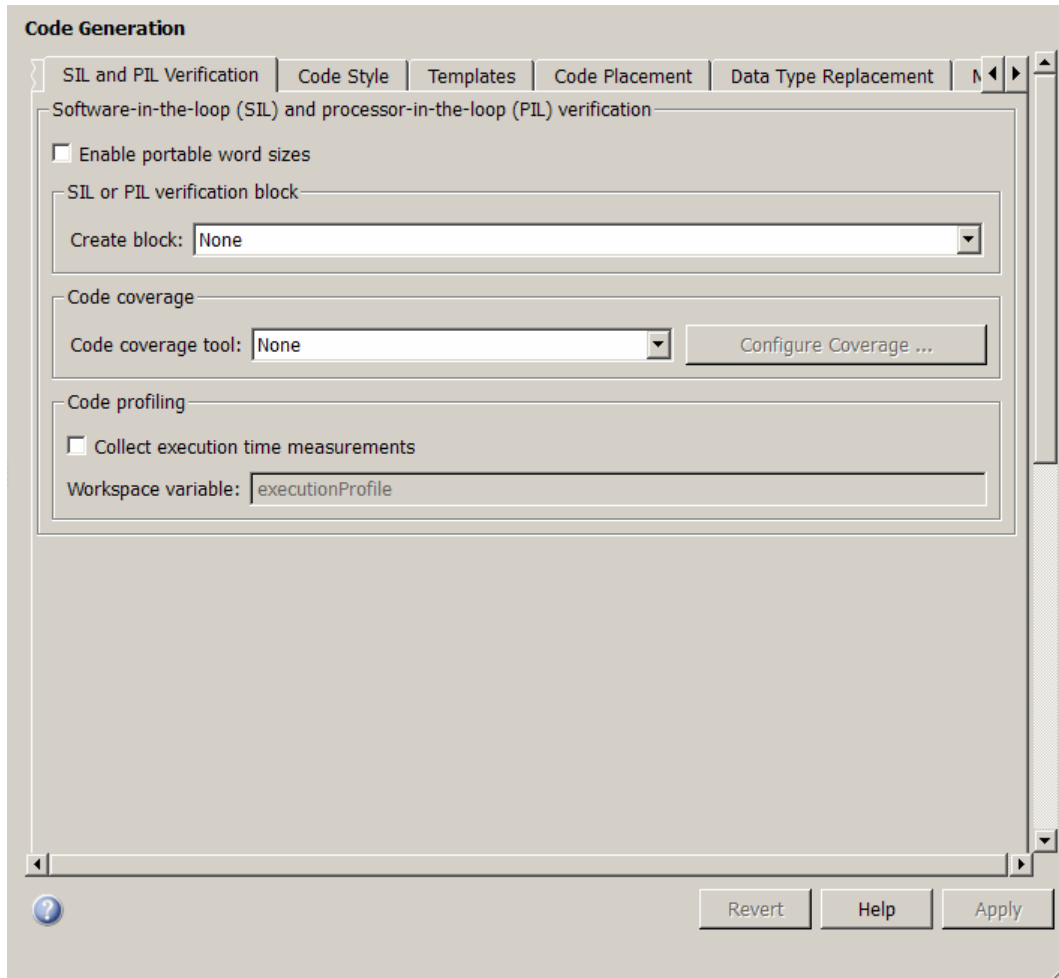 Code Generation
SIL and PIL Verification Code Style Templates Code Placement Data Type Replacement
Software-in-the-loop (SIL) and processor-in-the-loop (PIL) verification
Enable portable word sizes
SIL or PIL verification block
Create block: None
Code coverage
Code coverage tool: None Configure Coverage ...
Code profiling
Collect execution time measurements
Workspace variable: executionProfile
Revert Help Apply